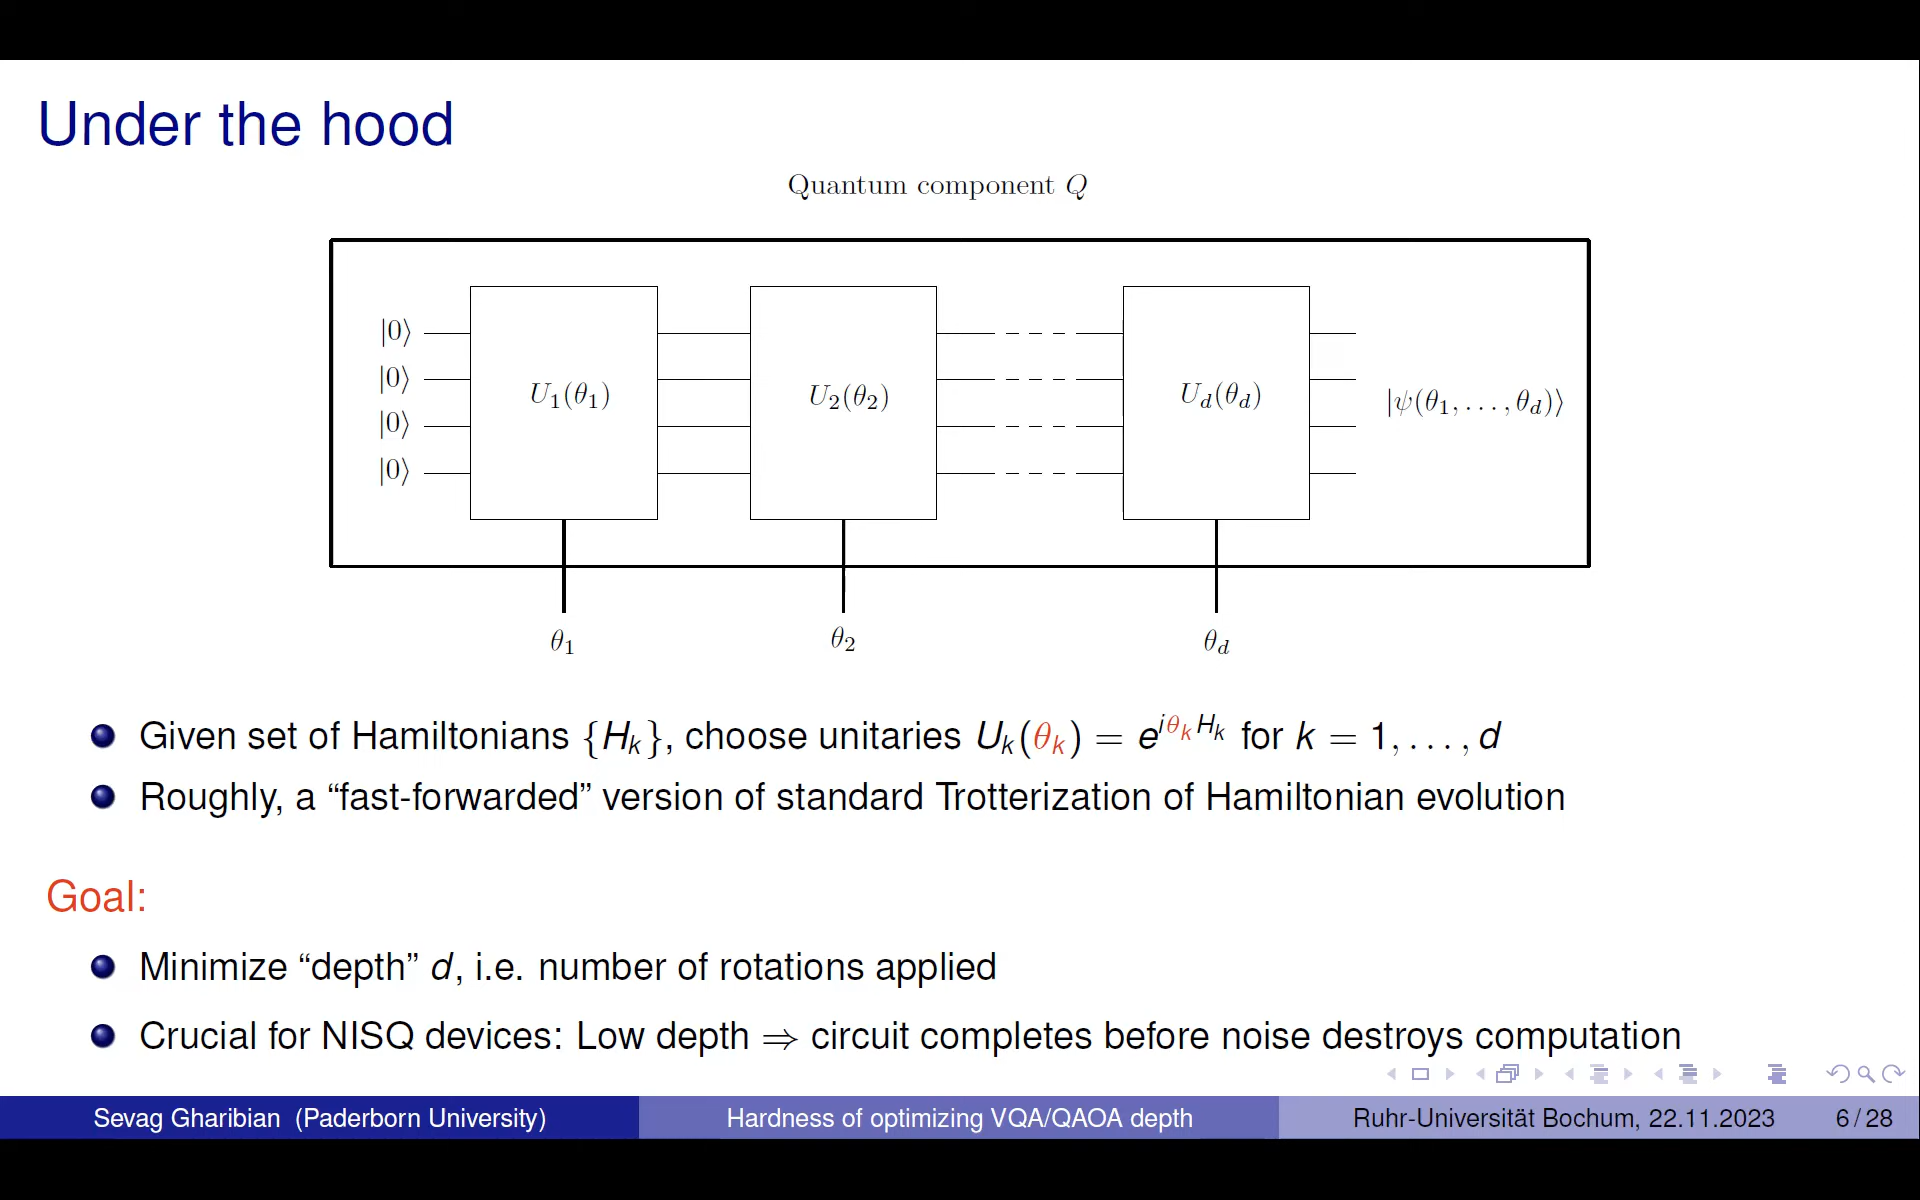 Under the hood
Quantum component Q
|0⟩
|0⟩
|0⟩
|0⟩
U₁(θ₁)
U₂(θ₂)
U_d(θ_d)
|ψ(θ₁, . . . , θ_d)⟩
θ₁
θ₂
θ_d
Given set of Hamiltonians {H_k}, choose unitaries U_k(θ_k) = e^{iθ_k H_k} for k = 1, . . . , d
Roughly, a “fast-forwarded” version of standard Trotterization of Hamiltonian evolution
Goal:
Minimize “depth” d, i.e. number of rotations applied
Crucial for NISQ devices: Low depth ⇒ circuit completes before noise destroys computation
Sevag Gharibian (Paderborn University)
Hardness of optimizing VQA/QAOA depth
Ruhr-Universität Bochum, 22.11.2023
6 / 28